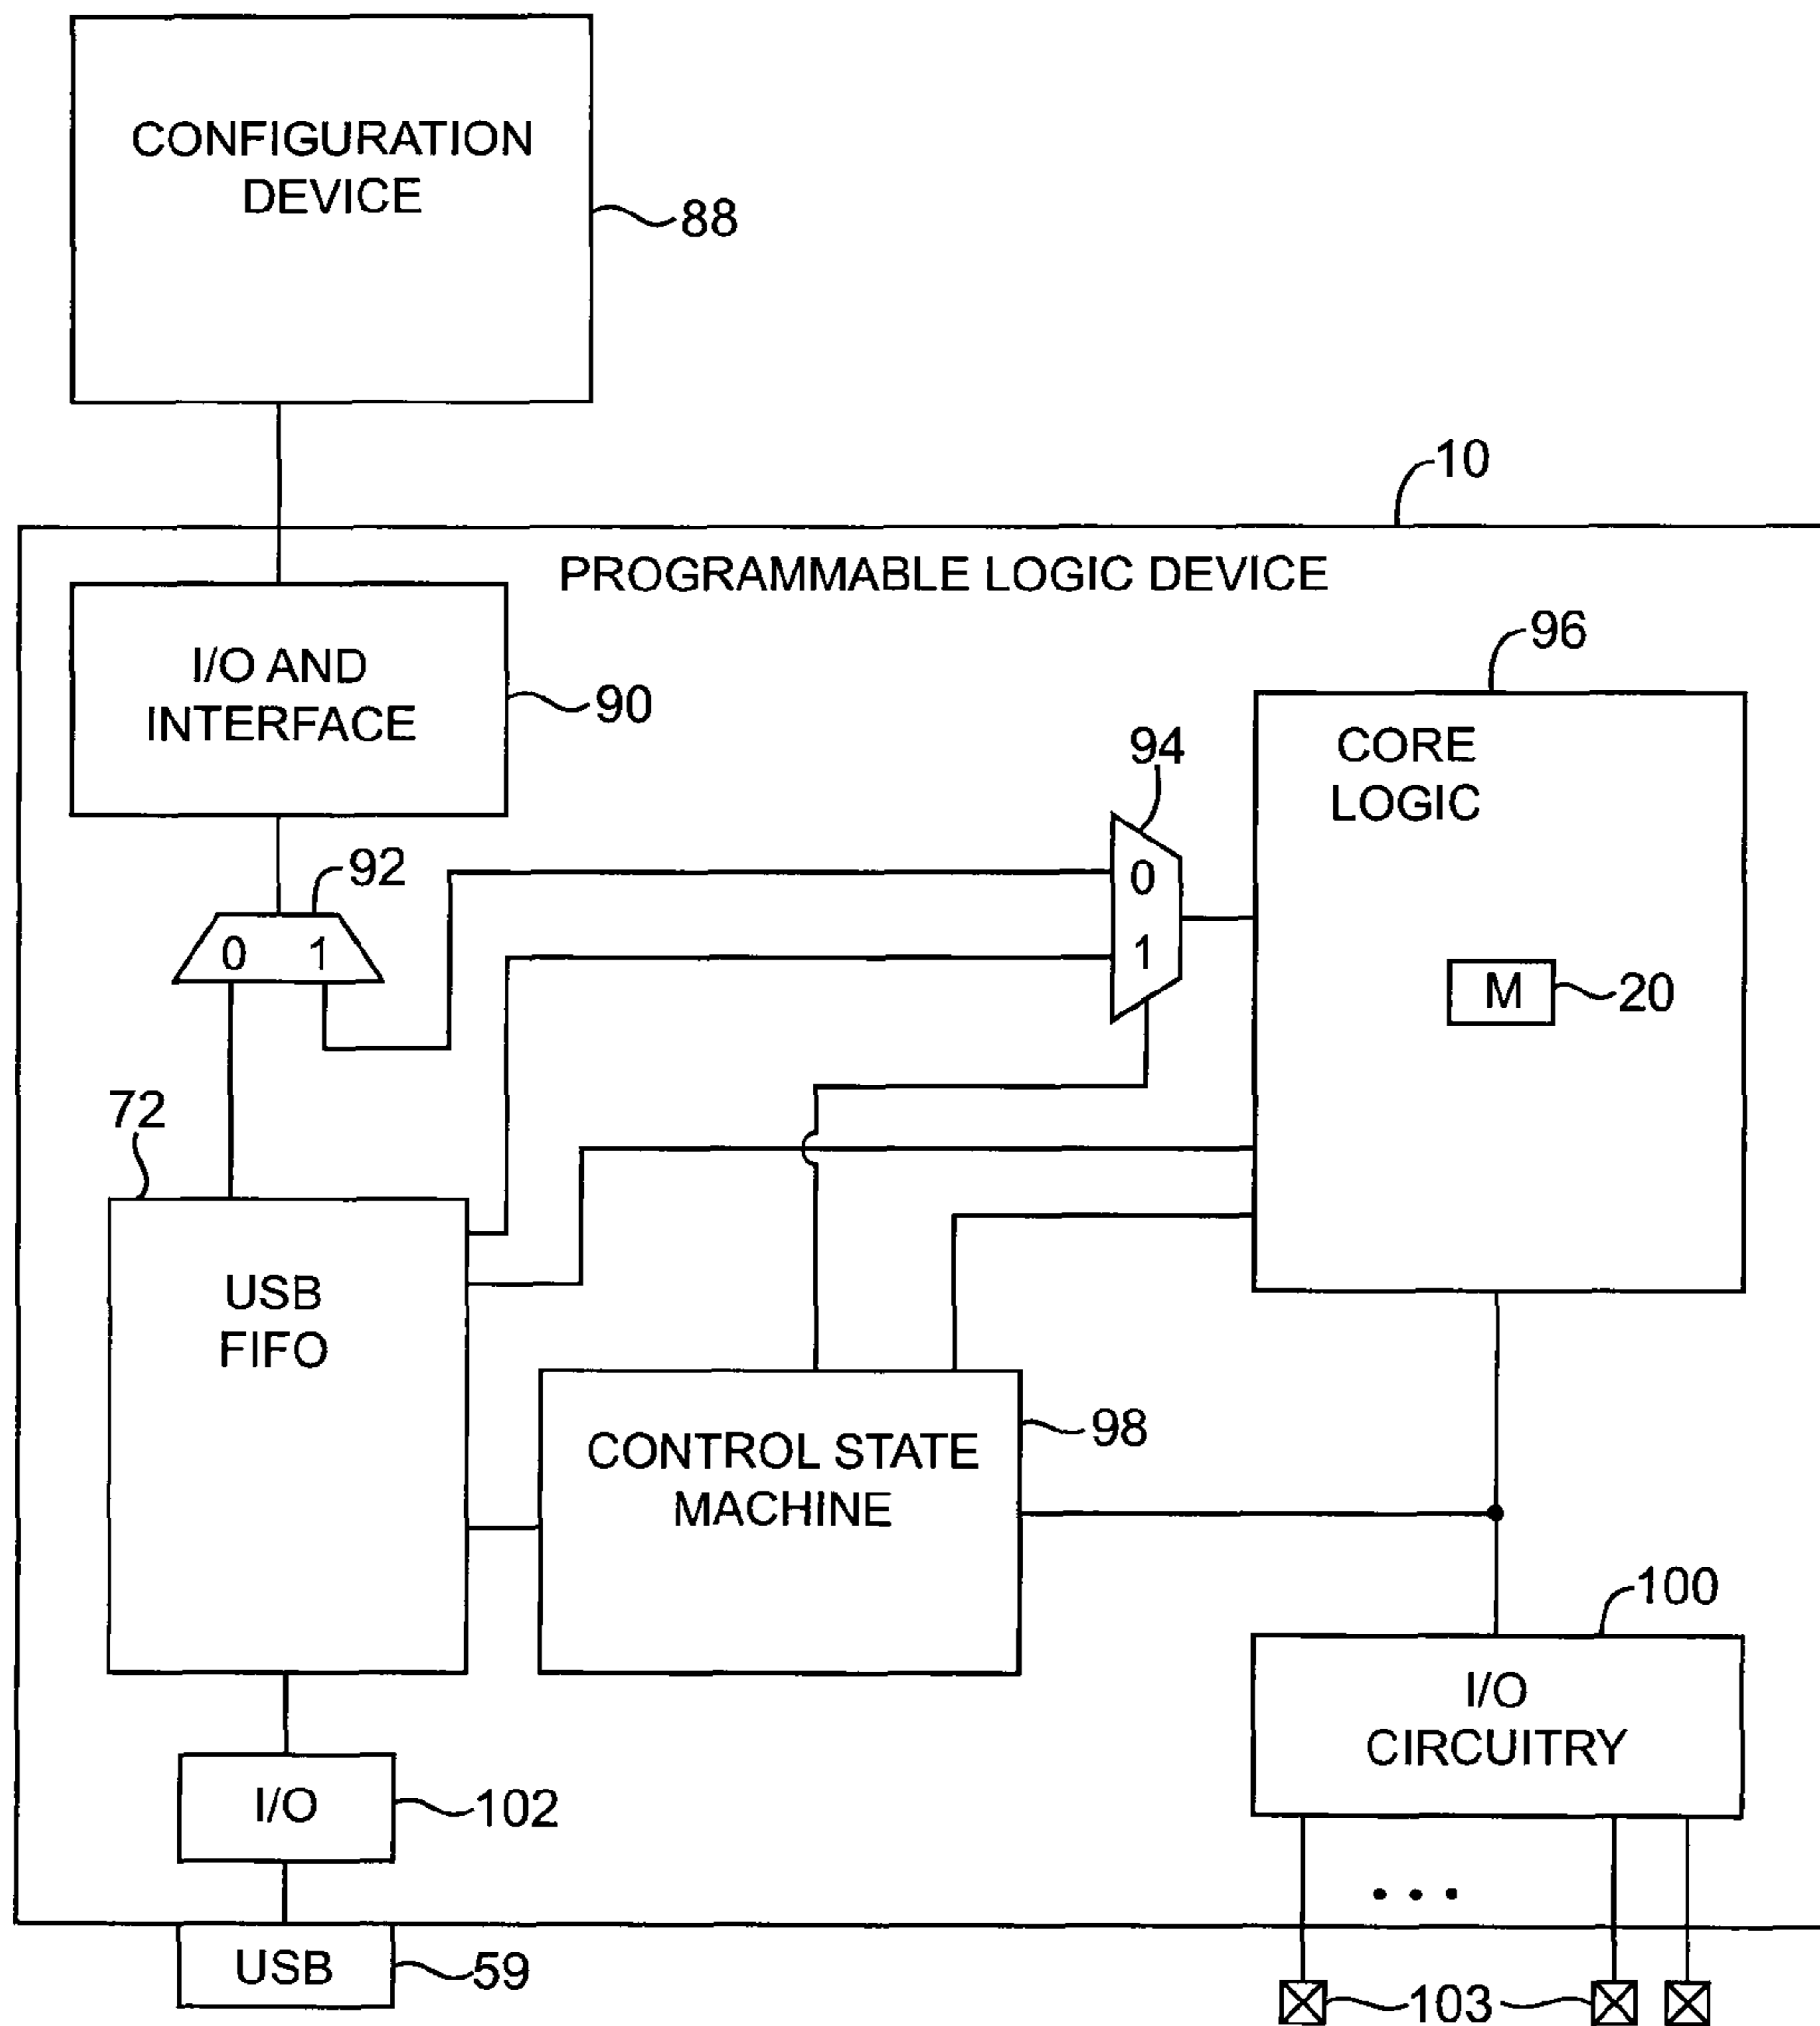 CONFIGURATION
DEVICE
88
10
PROGRAMMABLE LOGIC DEVICE
I/O AND
INTERFACE
90
96
CORE
LOGIC
94
0
1
92
0 1
M
20
72
USB
FIFO
CONTROL STATE
MACHINE
98
100
I/O
CIRCUITRY
I/O
102
USB
59
103